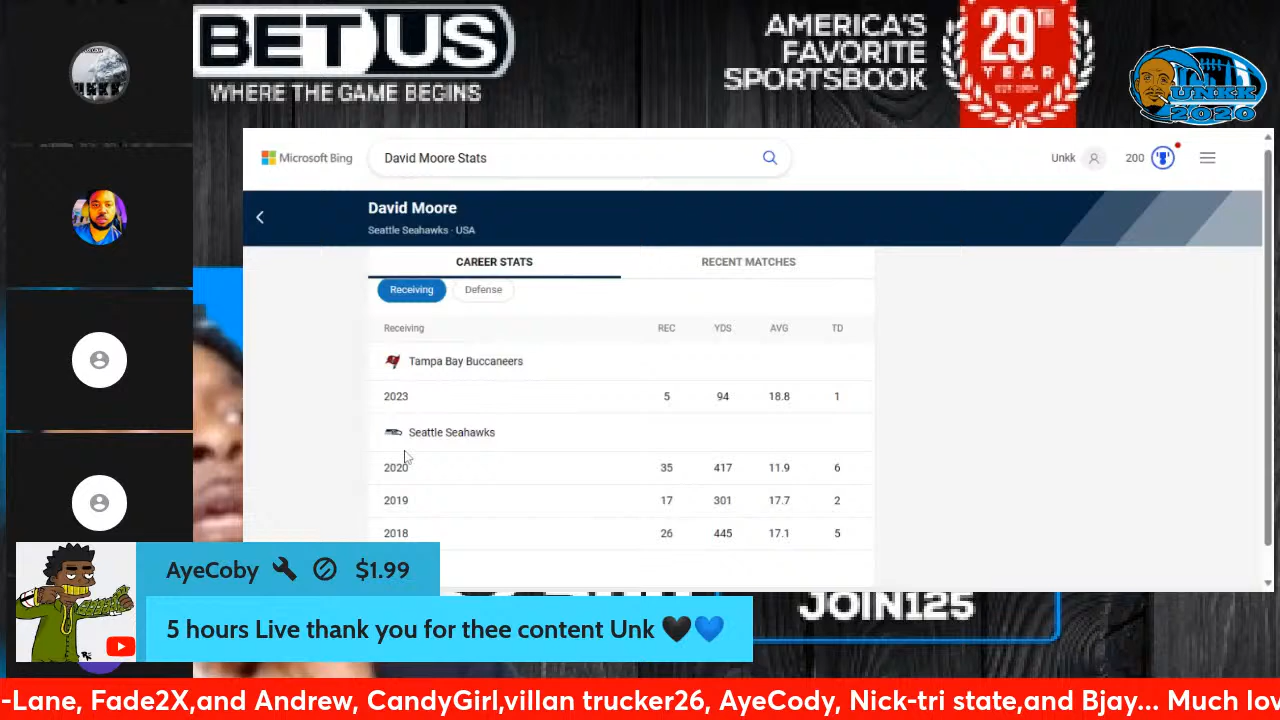 BETUS
WHERE THE GAME BEGINS
AMERICA'S
FAVORITE
SPORTSBOOK
29TH
YEAR
EST 1994
UNKK
2020
Microsoft Bing
David Moore Stats
Unkk
200
David Moore
Seattle Seahawks · USA
CAREER STATS
RECENT MATCHES
Receiving
Defense
Receiving REC YDS AVG TD
Tampa Bay Buccaneers
2023 5 94 18.8 1
Seattle Seahawks
2020 35 417 11.9 6
2019 17 301 17.7 2
2018 26 445 17.1 5
JOIN125
AyeCoby $1.99
5 hours Live thank you for thee content Unk 🖤💙
-Lane, Fade2X,and Andrew, CandyGirl,villan trucker26, AyeCody, Nick-tri state,and Bjay... Much lov